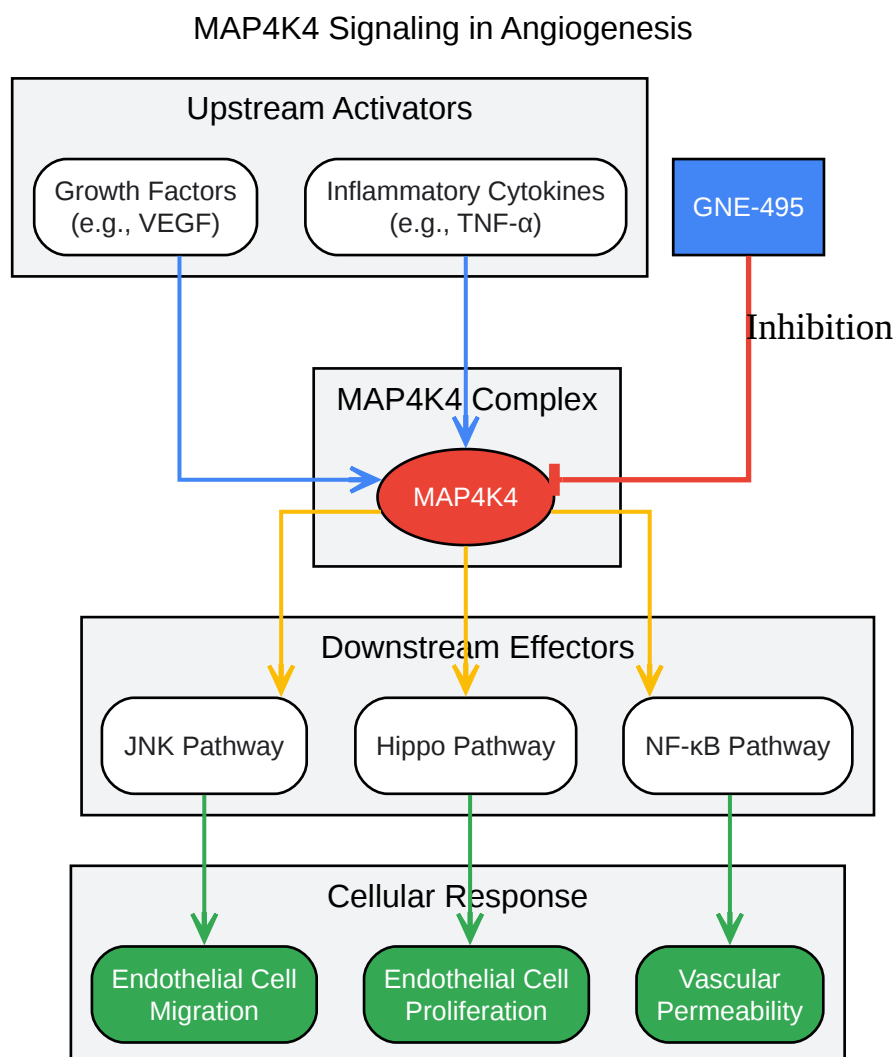 MAP4K4 Signaling in Angiogenesis
Upstream Activators
Growth Factors
(e.g., VEGF)
Inflammatory Cytokines
(e.g., TNF-α)
GNE-495
Inhibition
MAP4K4 Complex
MAP4K4
Downstream Effectors
JNK Pathway
Hippo Pathway
NF-κB Pathway
Cellular Response
Endothelial Cell
Migration
Endothelial Cell
Proliferation
Vascular
Permeability